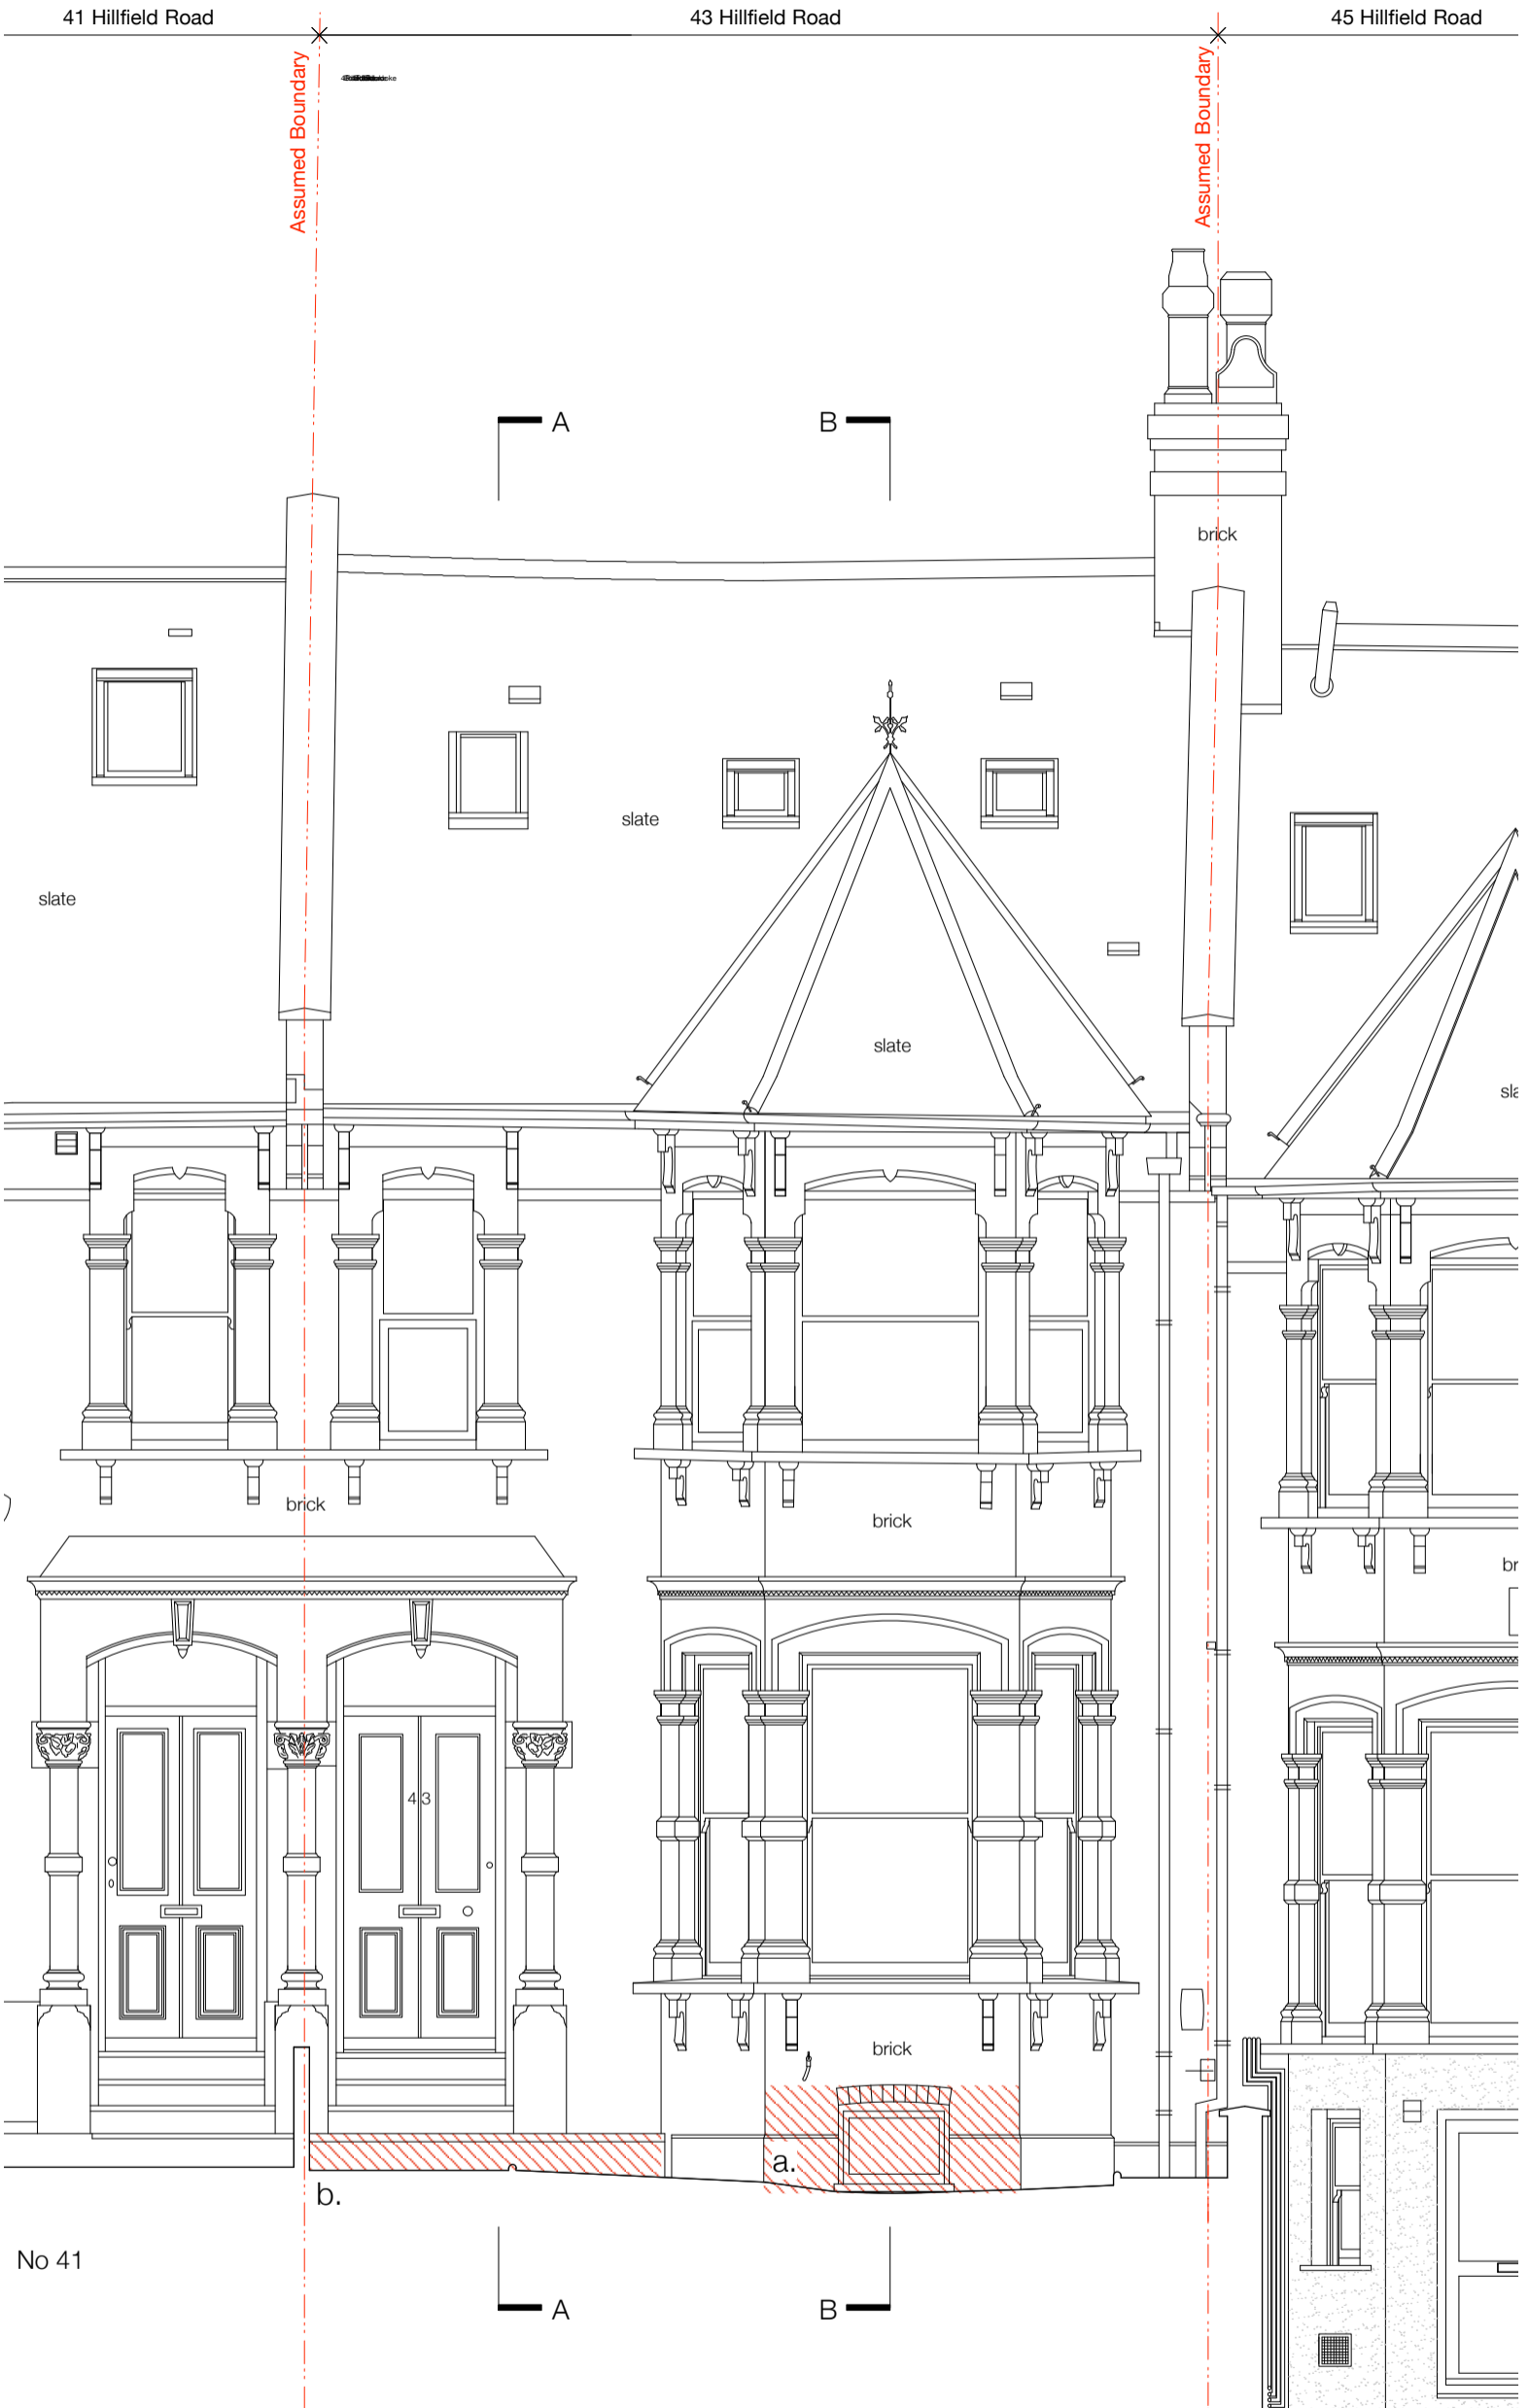 41 Hillfield Road
43 Hillfield Road
45 Hillfield Road
Assumed Boundary
Assumed Boundary
A
B
brick
slate
slate
slate
brick
brick
43
brick
a.
b.
No 41
A
B